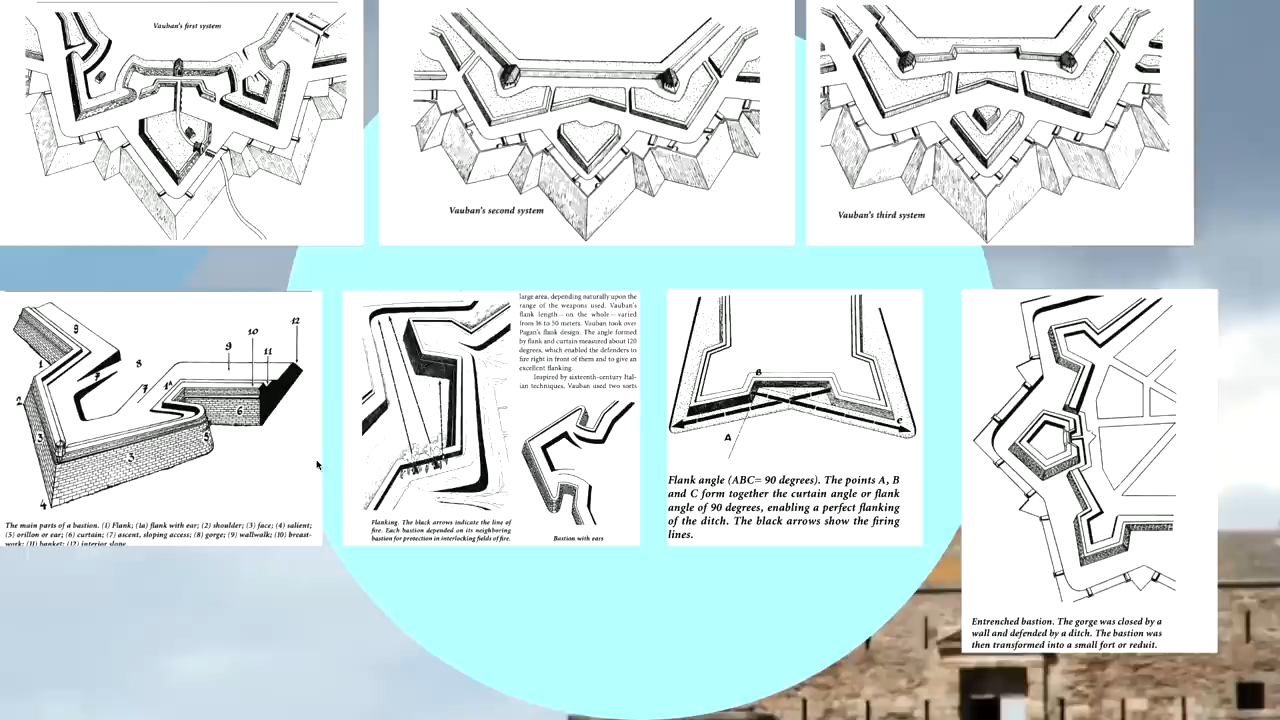 Vauban's first system
Vauban's second system
Vauban's third system
9
1
8
7
2
7
1a
3
3
4
5
6
9
10
11
12
The main parts of a bastion. (1) Flank; (1a) flank with ear; (2) shoulder; (3) face; (4) salient;
(5) orillon or ear; (6) curtain; (7) ascent, sloping access; (8) gorge; (9) wallwalk; (10) breast-
work; (11) banket; (12) interior slope.
large area, depending naturally upon the
range of the weapons used. Vauban's
flank length—on the whole—varied
from 16 to 50 meters. Vauban took over
Pagan's flank design. The angle formed
by flank and curtain measured about 120
degrees, which enabled the defenders to
fire right in front of them and to give an
excellent flanking.
Inspired by sixteenth-century Ital-
ian techniques, Vauban used two sorts
Flanking. The black arrows indicate the line of
fire. Each bastion depended on its neighboring
bastion for protection in interlocking fields of fire.
Bastion with ears
B
A
C
Flank angle (ABC= 90 degrees). The points A, B
and C form together the curtain angle or flank
angle of 90 degrees, enabling a perfect flanking
of the ditch. The black arrows show the firing
lines.
Entrenched bastion. The gorge was closed by a
wall and defended by a ditch. The bastion was
then transformed into a small fort or reduit.